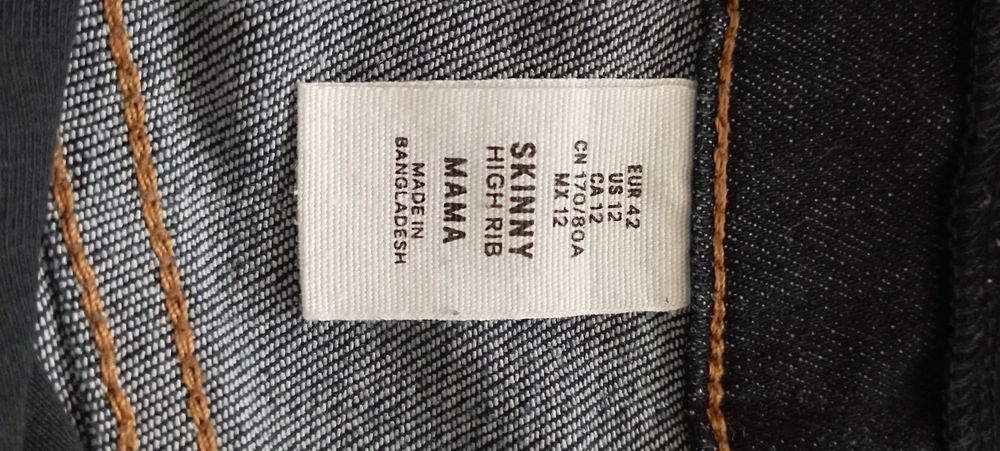 EUR 42
US 12
CA 12
CN 170/80A
MX 12
SKINNY
HIGH RIB
MAMA
MADE IN
BANGLADESH